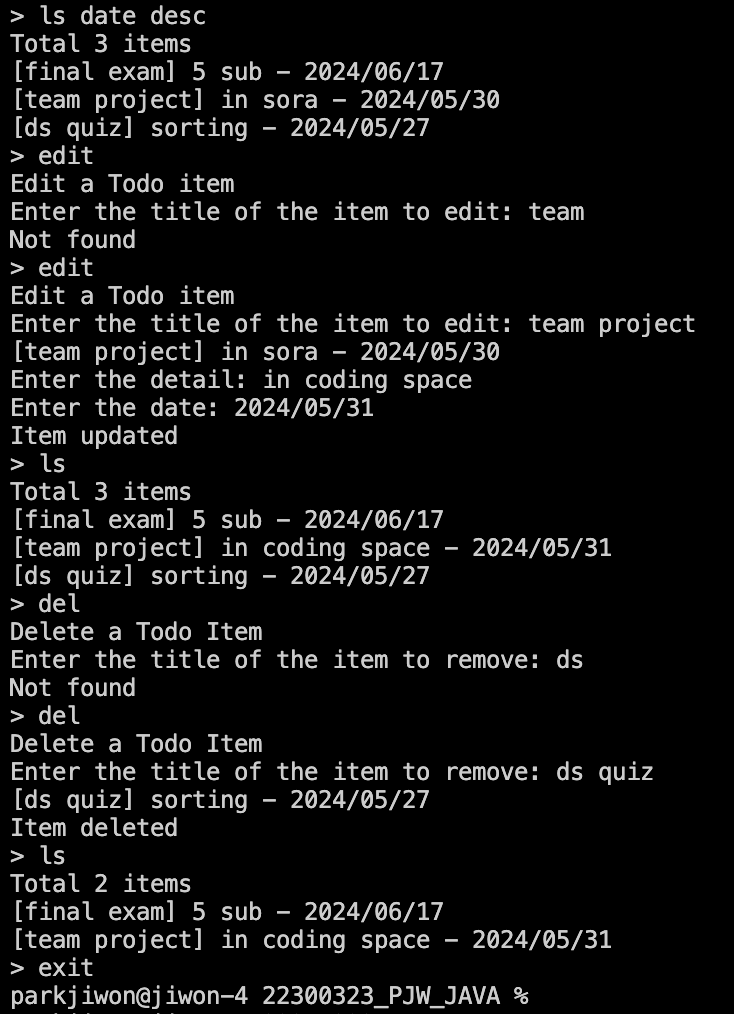 > ls date desc
Total 3 items
[final exam] 5 sub - 2024/06/17
[team project] in sora - 2024/05/30
[ds quiz] sorting - 2024/05/27
> edit
Edit a Todo item
Enter the title of the item to edit: team
Not found
> edit
Edit a Todo item
Enter the title of the item to edit: team project
[team project] in sora - 2024/05/30
Enter the detail: in coding space
Enter the date: 2024/05/31
Item updated
> ls
Total 3 items
[final exam] 5 sub - 2024/06/17
[team project] in coding space - 2024/05/31
[ds quiz] sorting - 2024/05/27
> del
Delete a Todo Item
Enter the title of the item to remove: ds
Not found
> del
Delete a Todo Item
Enter the title of the item to remove: ds quiz
[ds quiz] sorting - 2024/05/27
Item deleted
> ls
Total 2 items
[final exam] 5 sub - 2024/06/17
[team project] in coding space - 2024/05/31
> exit
parkjiwon@jiwon-4 22300323_PJW_JAVA %